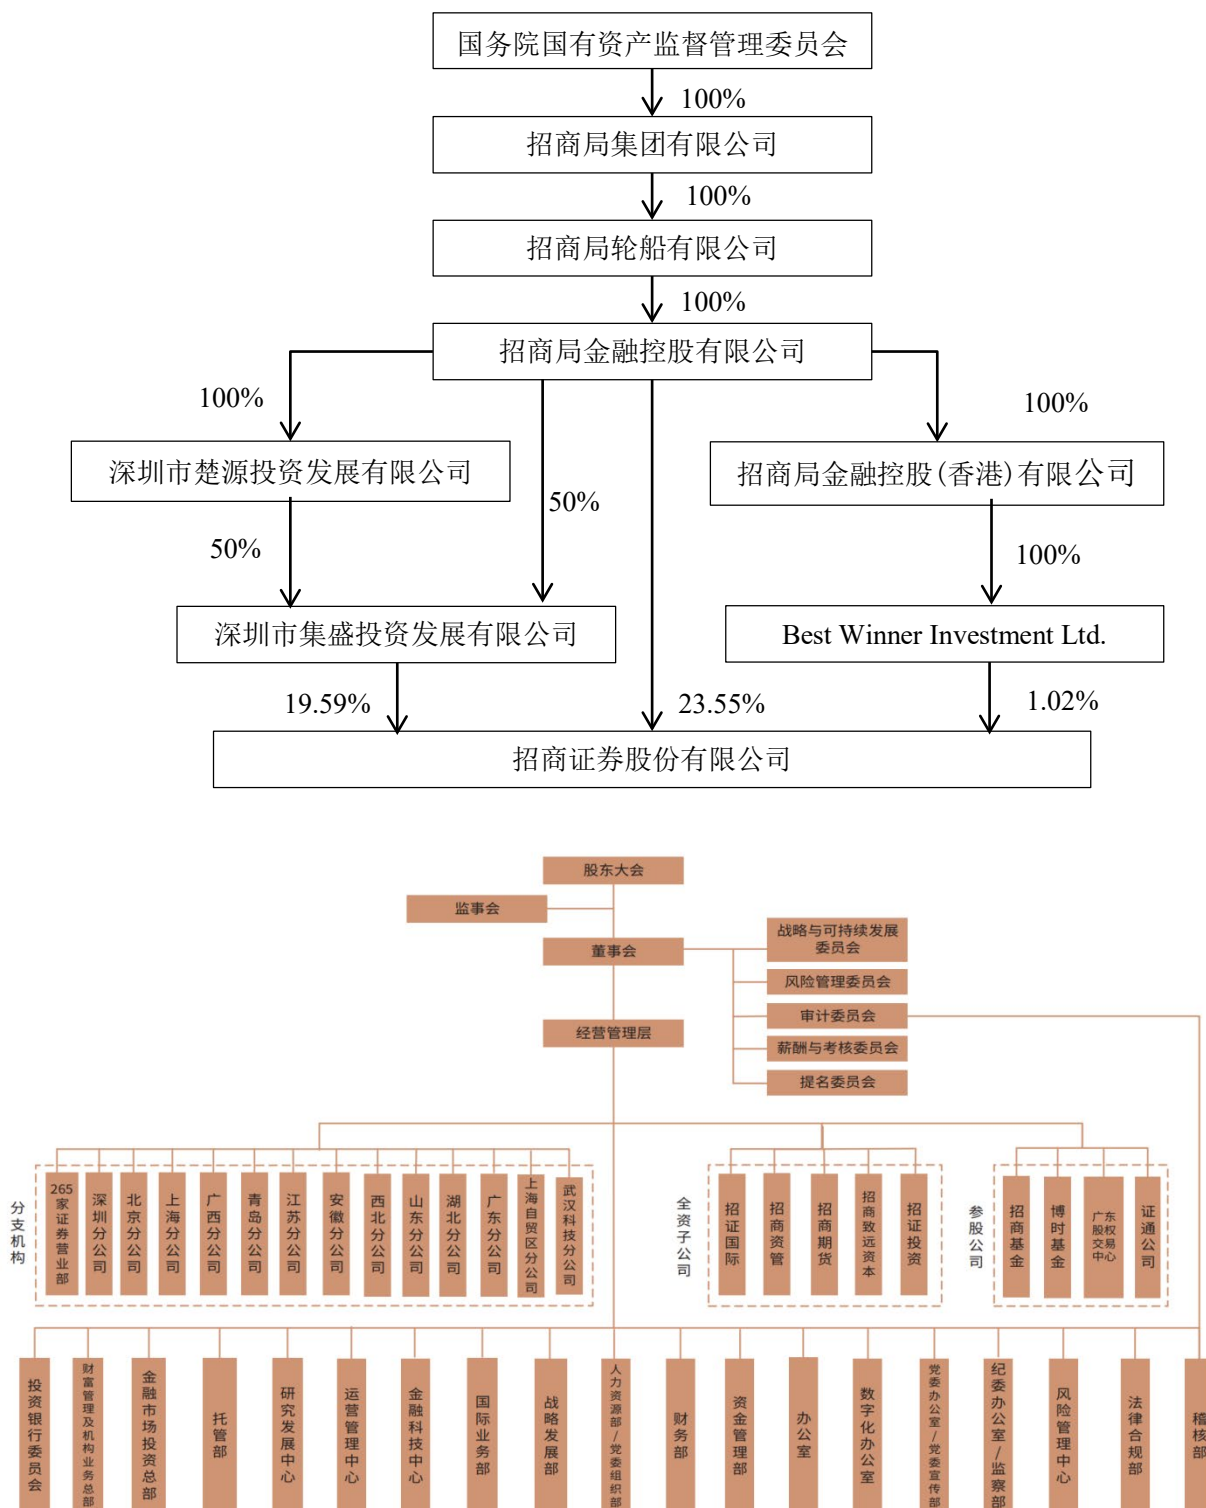 国务院国有资产监督管理委员会
100%
招商局集团有限公司
100%
招商局轮船有限公司
100%
招商局金融控股有限公司
100%
100%
深圳市楚源投资发展有限公司
招商局金融控股(香港)有限公司
50%
50%
100%
深圳市集盛投资发展有限公司
Best Winner Investment Ltd.
19.59%
23.55%
1.02%
招商证券股份有限公司
股东大会
监事会
董事会
战略与可持续发展
委员会
风险管理委员会
审计委员会
经营管理层
薪酬与考核委员会
提名委员会
分支机构
265家证券营业部
深圳分公司
北京分公司
上海分公司
广西分公司
青岛分公司
江苏分公司
安徽分公司
西北分公司
山东分公司
湖北分公司
广东分公司
上海自贸区分公司
武汉科技分公司
全资子公司
招证国际
招商资管
招商期货
招商致远资本
招证投资
参股公司
招商基金
博时基金
广东
股权
交易
中心
证通公司
投资银行委员会
财富管理及机构业务总部
金融市场投资总部
托管部
研究发展中心
运营管理中心
金融科技中心
国际业务部
战略发展部
人力资源部/党委组织部
财务部
资金管理部
办公室
数字化办公室
党委办公室/党委宣传部
纪委办公室/监察部
风险管理中心
法律合规部
稽核部